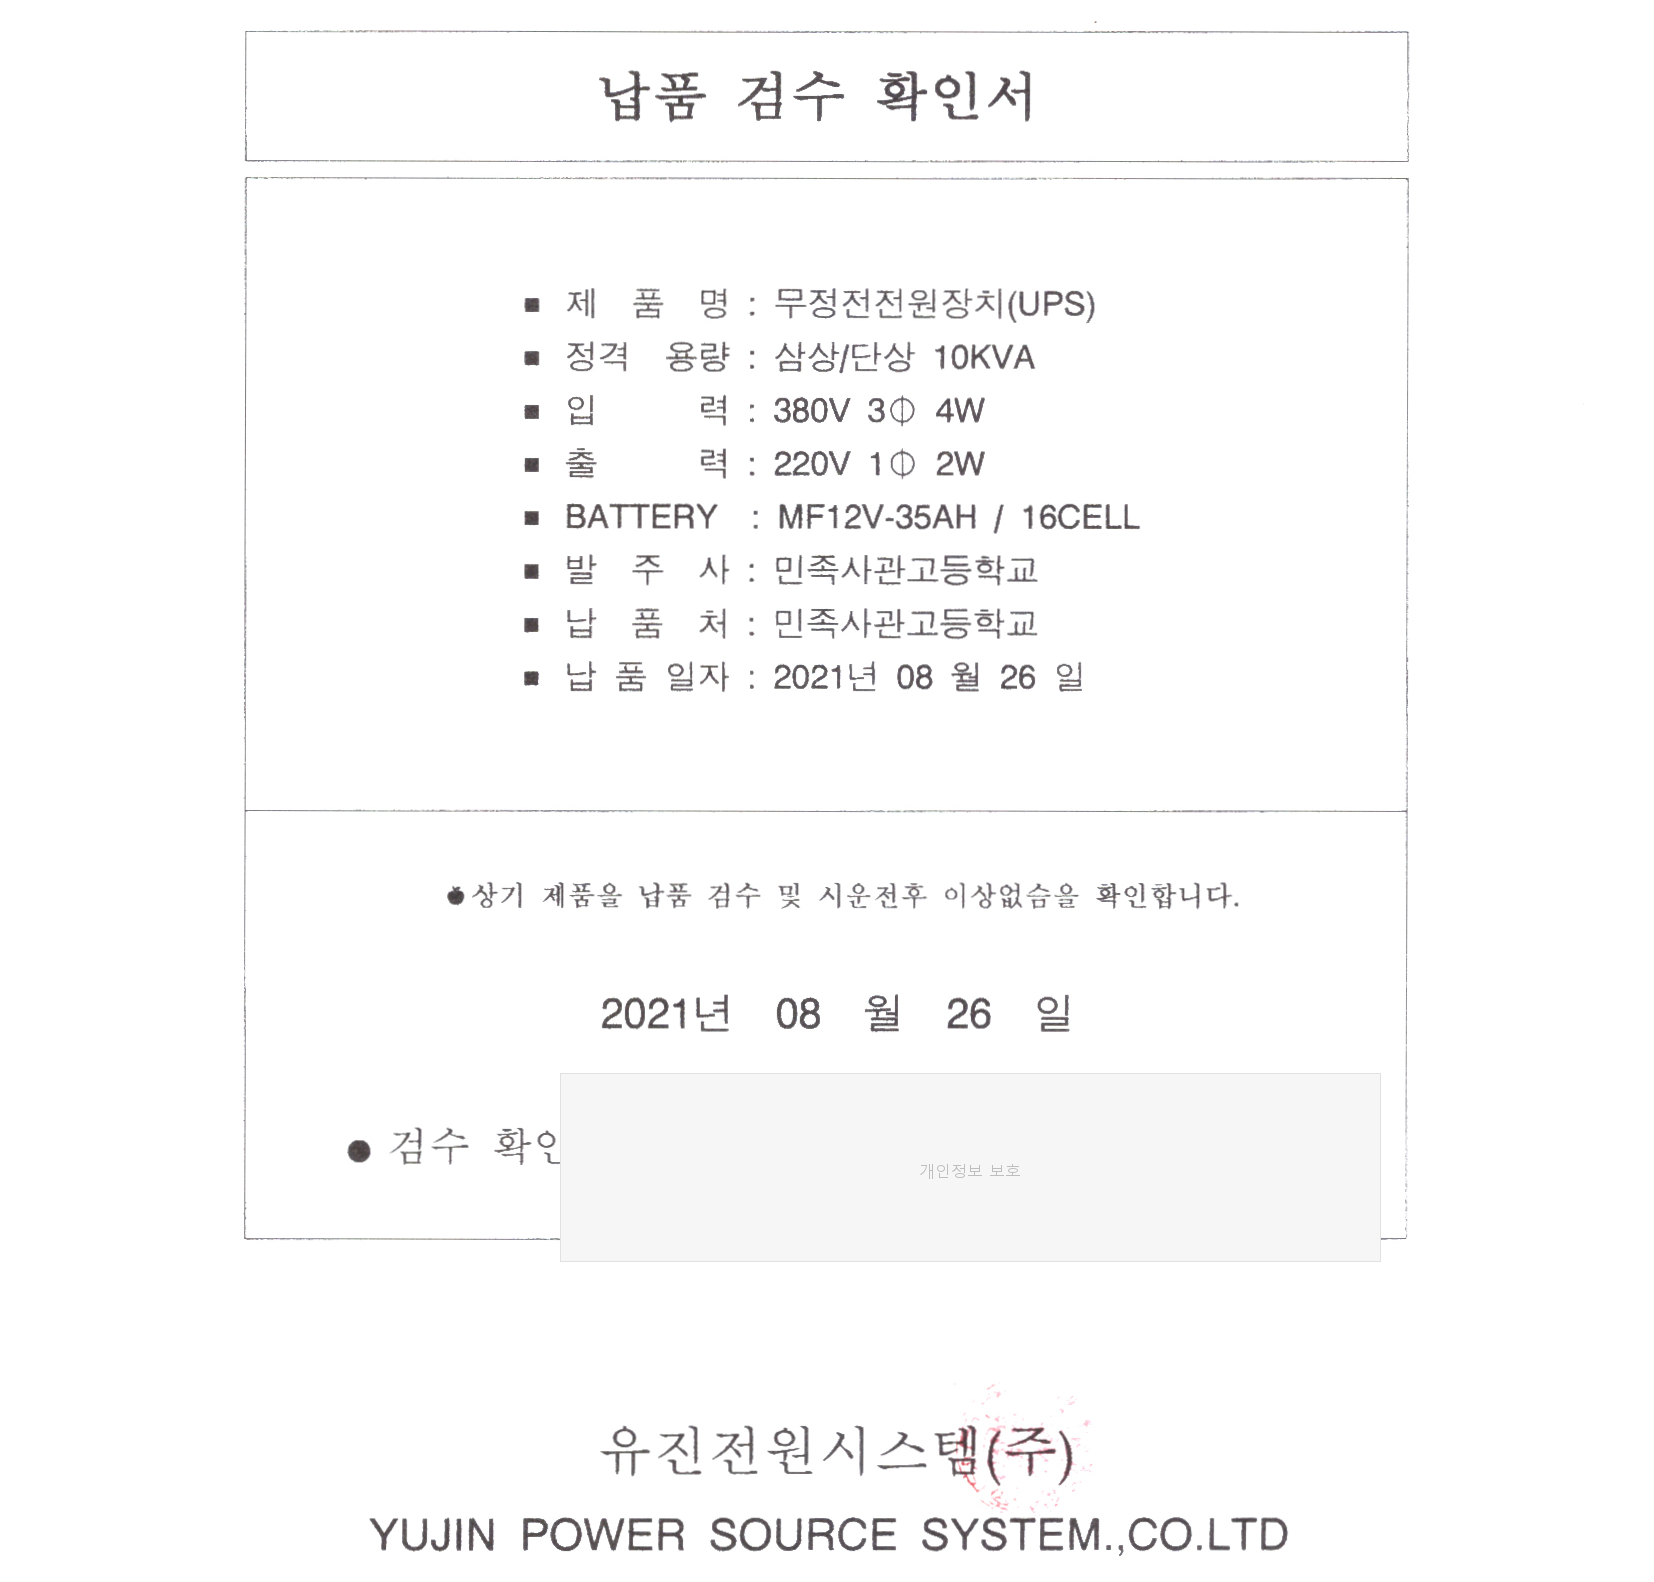 납품 검수 확인서
■ 제 품 명 : 무정전전원장치(UPS)
■ 정격 용량 : 삼상/단상 10KVA
■ 입 력 : 380V 3⏀ 4W
■ 출 력 : 220V 1⏀ 2W
■ BATTERY : MF12V-35AH / 16CELL
■ 발 주 사 : 민족사관고등학교
■ 납 품 처 : 민족사관고등학교
■ 납 품 일자 : 2021년 08 월 26 일
상기 제품을 납품 검수 및 시운전후 이상없슴을 확인합니다.
2021년 08 월 26 일
● 검수 확인
개인정보 보호
유진전원시스템(주)
YUJIN POWER SOURCE SYSTEM.,CO.LTD